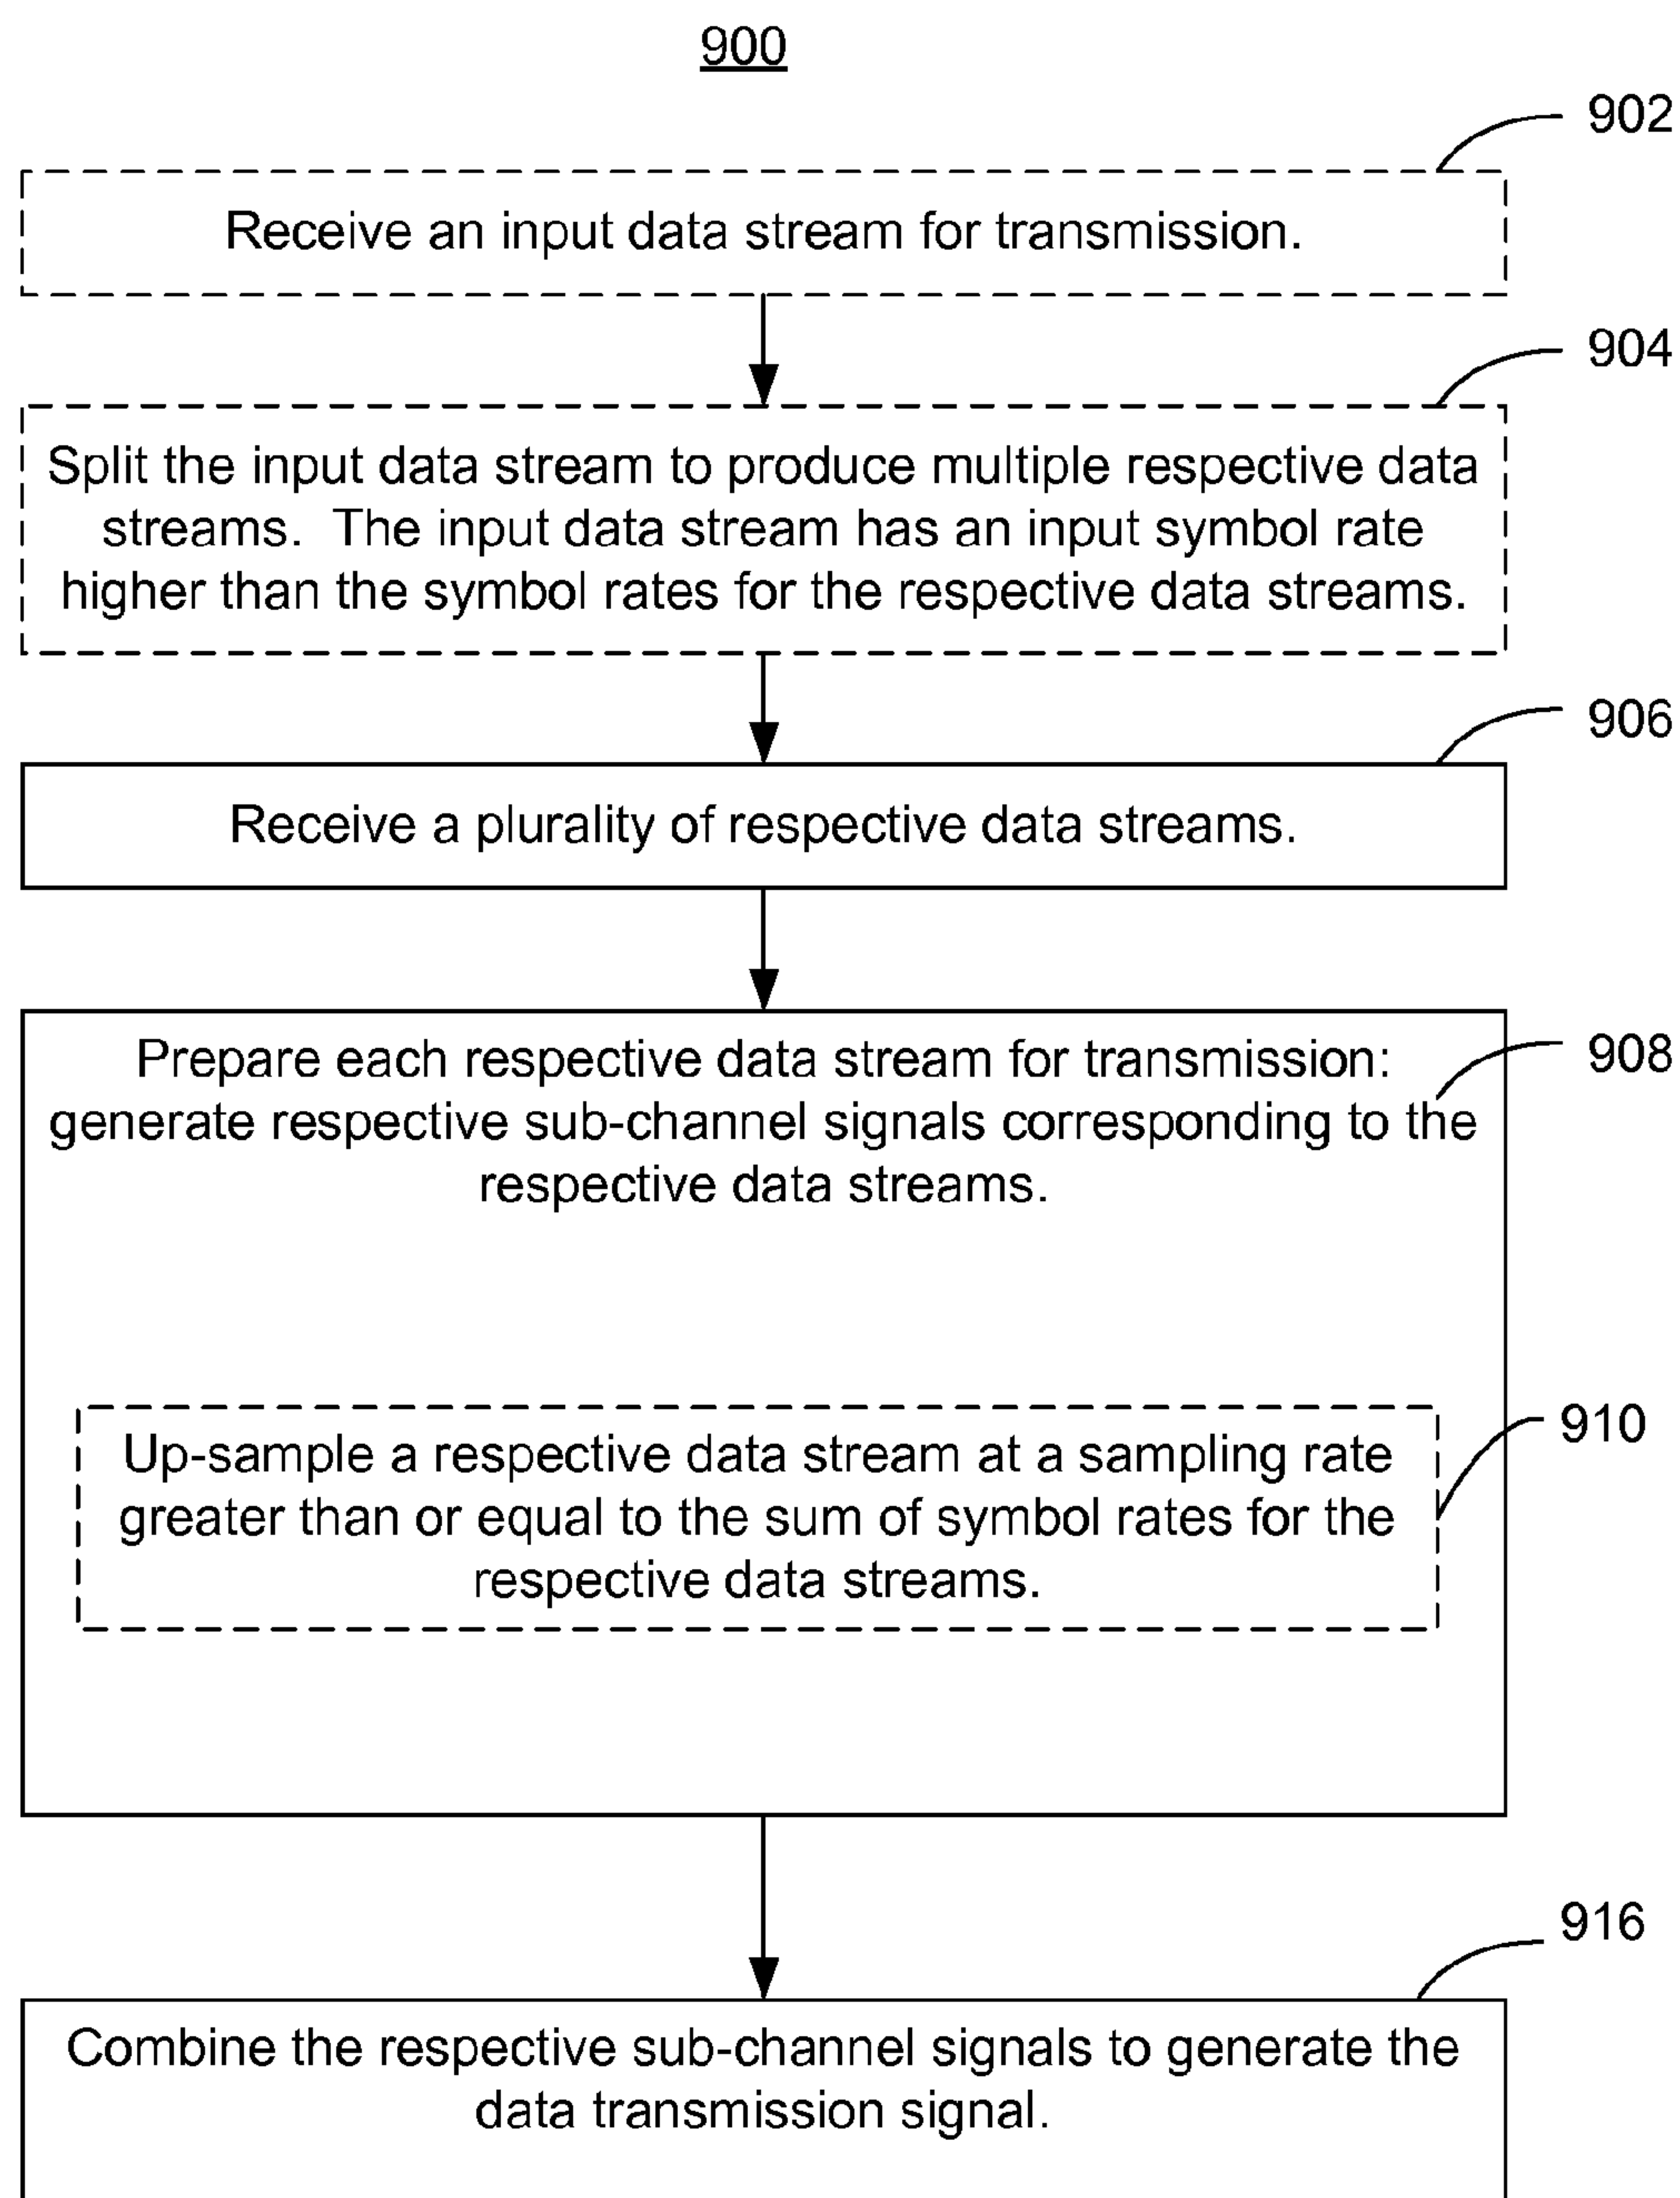 900
902
Receive an input data stream for transmission.
904
Split the input data stream to produce multiple respective data
streams. The input data stream has an input symbol rate
higher than the symbol rates for the respective data streams.
906
Receive a plurality of respective data streams.
908
Prepare each respective data stream for transmission:
generate respective sub-channel signals corresponding to the
respective data streams.
910
Up-sample a respective data stream at a sampling rate
greater than or equal to the sum of symbol rates for the
respective data streams.
916
Combine the respective sub-channel signals to generate the
data transmission signal.